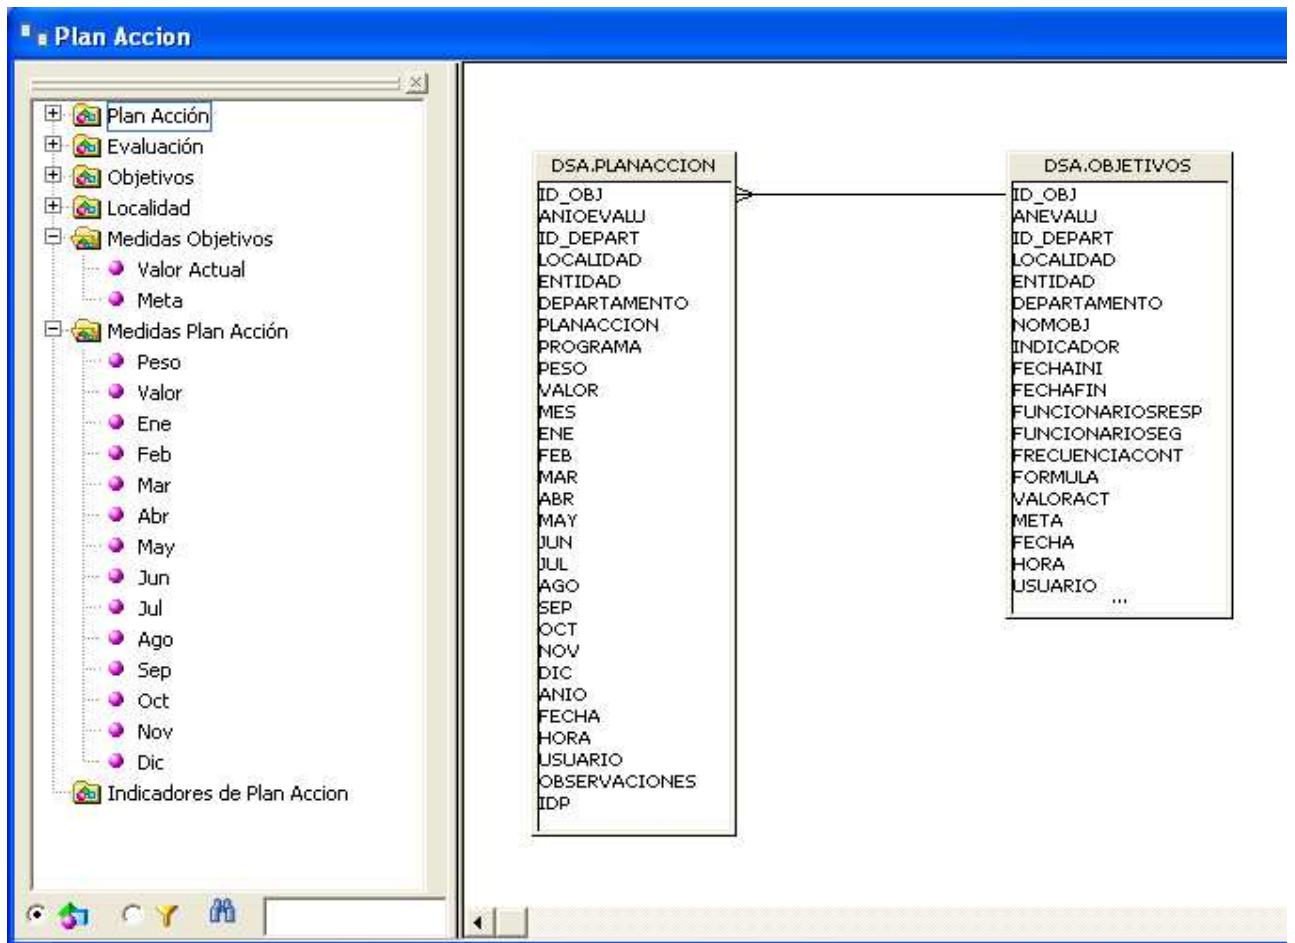 Plan Accion
Plan Acción
Evaluación
Objetivos
Localidad
Medidas Objetivos
Valor Actual
Meta
Medidas Plan Acción
Peso
Valor
Ene
Feb
Mar
Abr
May
Jun
Jul
Ago
Sep
Oct
Nov
Dic
Indicadores de Plan Accion
DSA.PLANACCION
ID_OBJ
ANIOEVALU
ID_DEPART
LOCALIDAD
ENTIDAD
DEPARTAMENTO
PLANACCION
PROGRAMA
PESO
VALOR
MES
ENE
FEB
MAR
ABR
MAY
JUN
JUL
AGO
SEP
OCT
NOV
DIC
ANIO
FECHA
HORA
USUARIO
OBSERVACIONES
IDP
DSA.OBJETIVOS
ID_OBJ
ANEVALU
ID_DEPART
LOCALIDAD
ENTIDAD
DEPARTAMENTO
NOMOBJ
INDICADOR
FECHAINI
FECHAFIN
FUNCIONARIOSRESP
FUNCIONARIOSEG
FRECUENCIACONT
FORMULA
VALORACT
META
FECHA
HORA
USUARIO
...